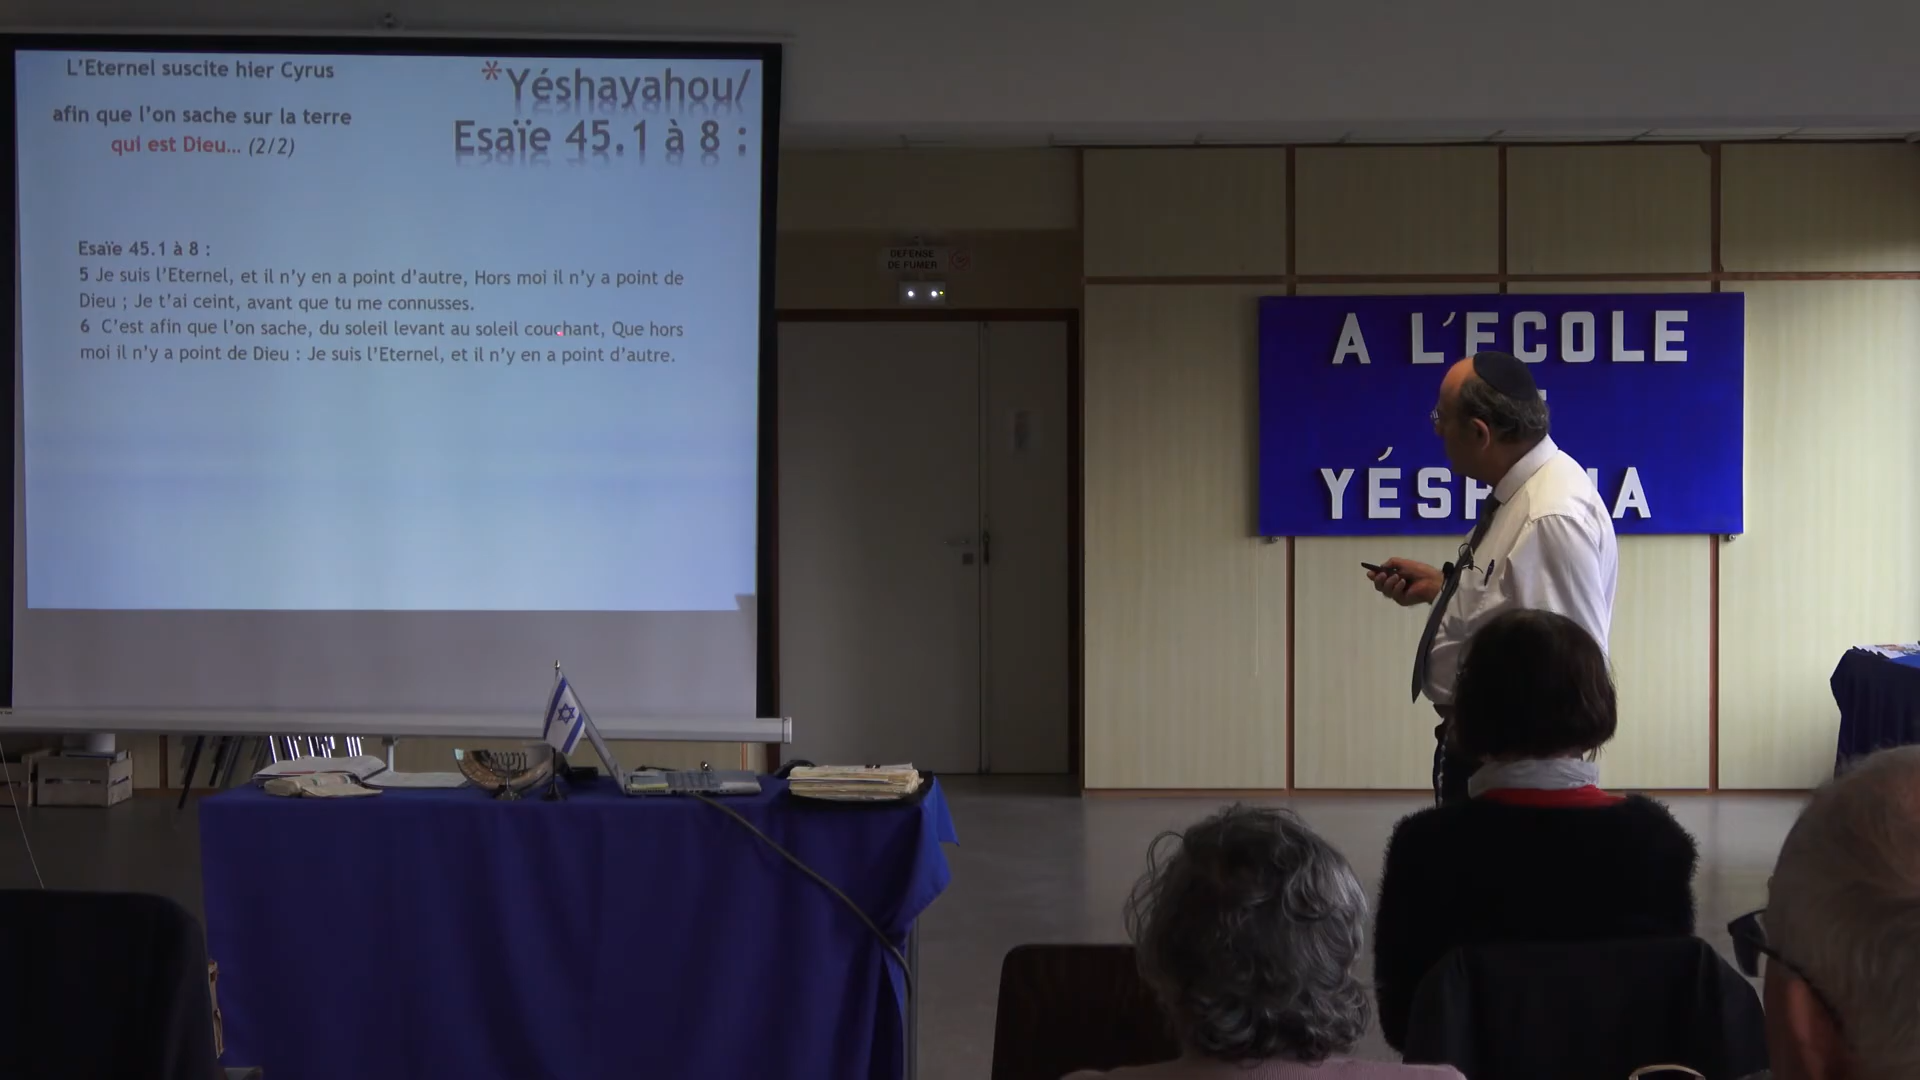 L'Eternel suscite hier Cyrus
afin que l'on sache sur la terre
qui est Dieu... (2/2)
*Yéshayahou/
Esaïe 45.1 à 8 :
Esaïe 45.1 à 8 :
5 Je suis l'Eternel, et il n'y en a point d'autre, Hors moi il n'y a point de
Dieu ; Je t'ai ceint, avant que tu me connusses.
6 C'est afin que l'on sache, du soleil levant au soleil couchant, Que hors
moi il n'y a point de Dieu : Je suis l'Eternel, et il n'y en a point d'autre.
DEFENSE
DE FUMER
A L'ECOLE